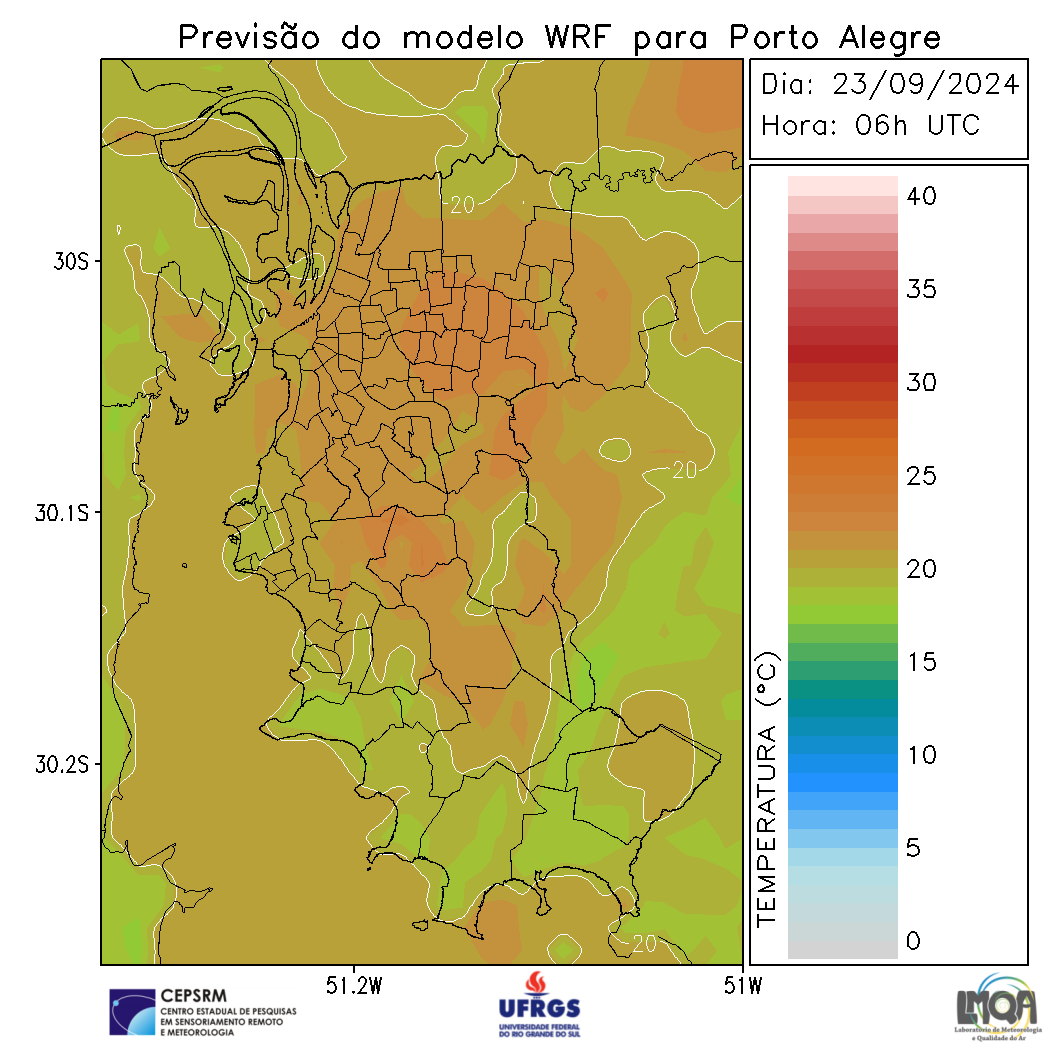 Previsão do modelo WRF para Porto Alegre
Dia: 23/09/2024
Hora: 06h UTC
40
35
30
25
20
15
10
5
0
TEMPERATURA (°C)
30S
30.1S
30.2S
51.2W
51W
20
20
20
CEPSRM
CENTRO ESTADUAL DE PESQUISAS
EM SENSORIAMENTO REMOTO
E METEOROLOGIA
UFRGS
UNIVERSIDADE FEDERAL
DO RIO GRANDE DO SUL
LMQA
Laboratório de Meteorologia
e Qualidade do Ar